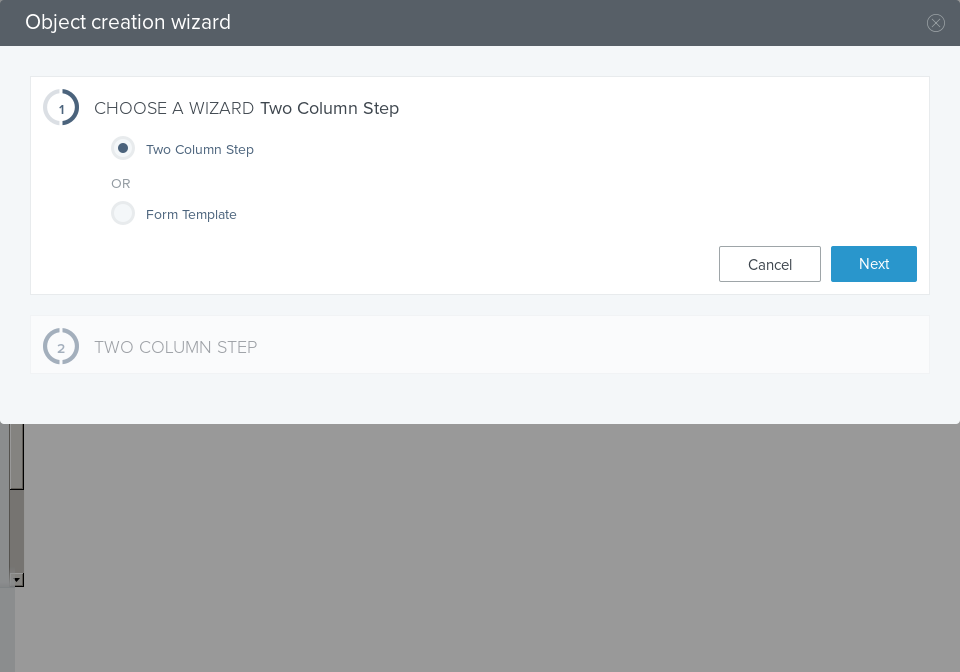 Object creation wizard
1
CHOOSE A WIZARD Two Column Step
Two Column Step
OR
Form Template
Cancel
Next
2
TWO COLUMN STEP